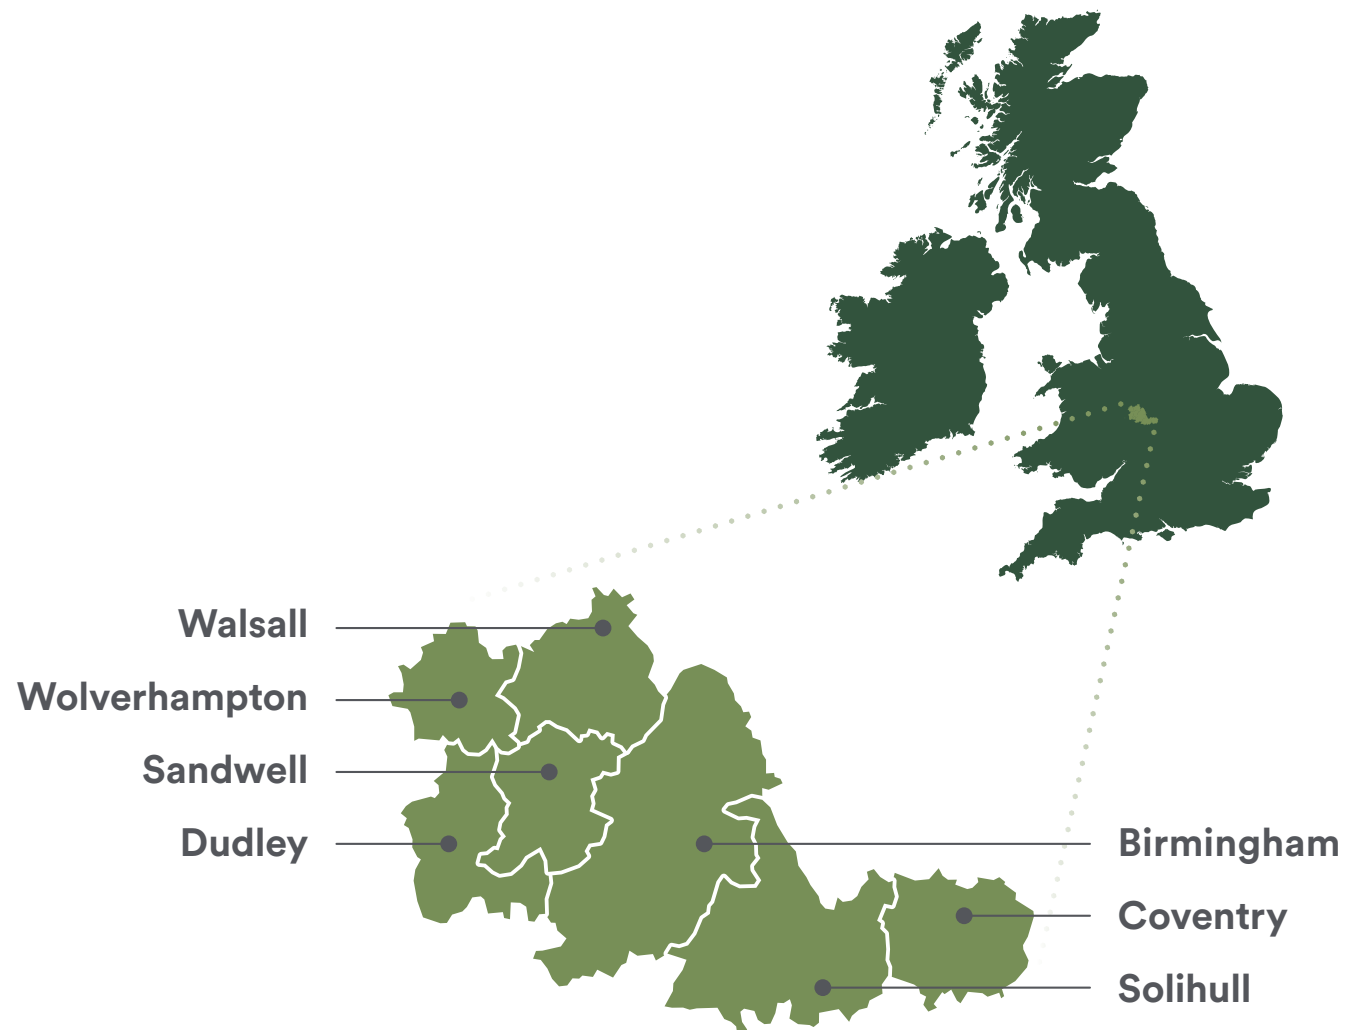 Walsall
Wolverhampton
Sandwell
Dudley
Birmingham
Coventry
Solihull